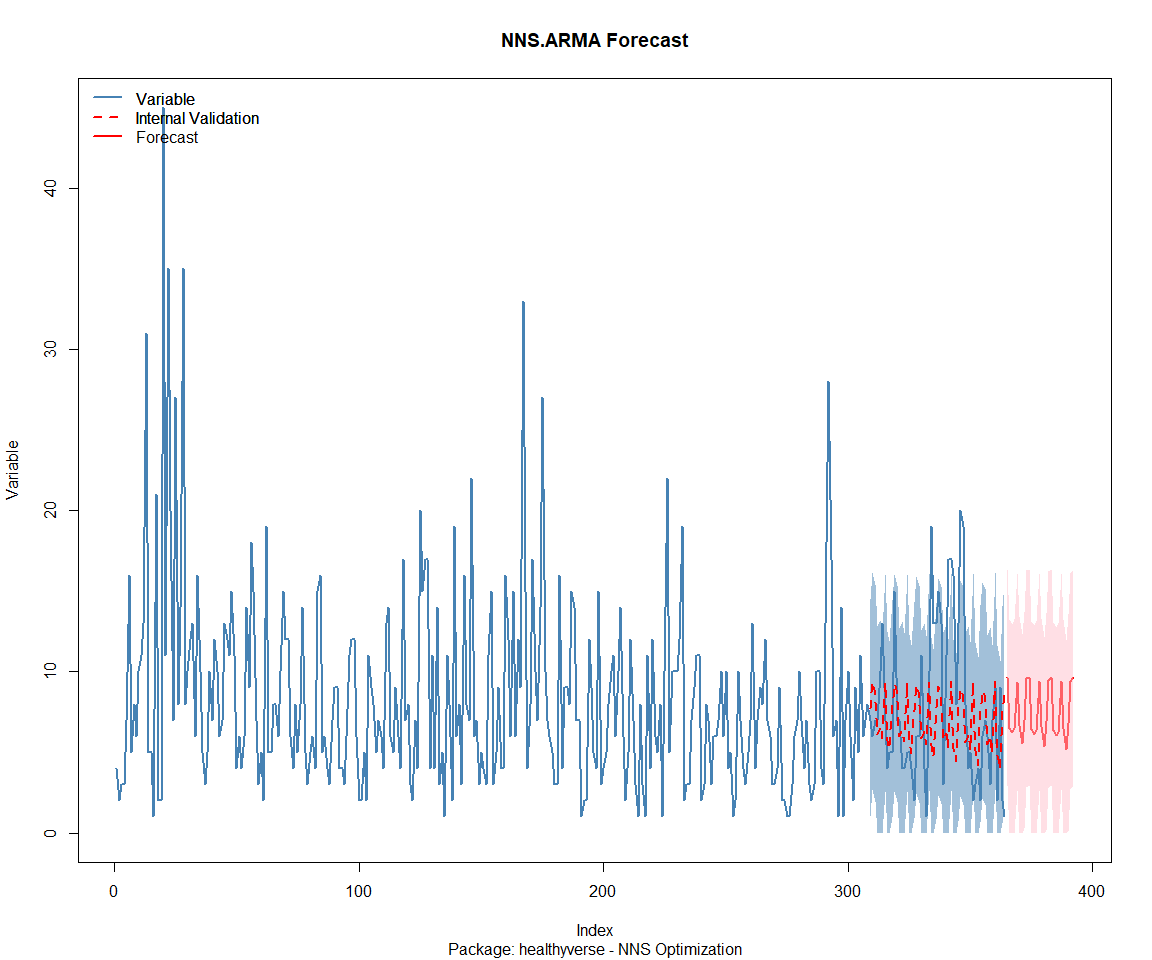 NNS.ARMA Forecast
Variable
Internal Validation
Forecast
Variable
40
30
20
10
0
0
100
200
300
400
Index
Package: healthyverse - NNS Optimization